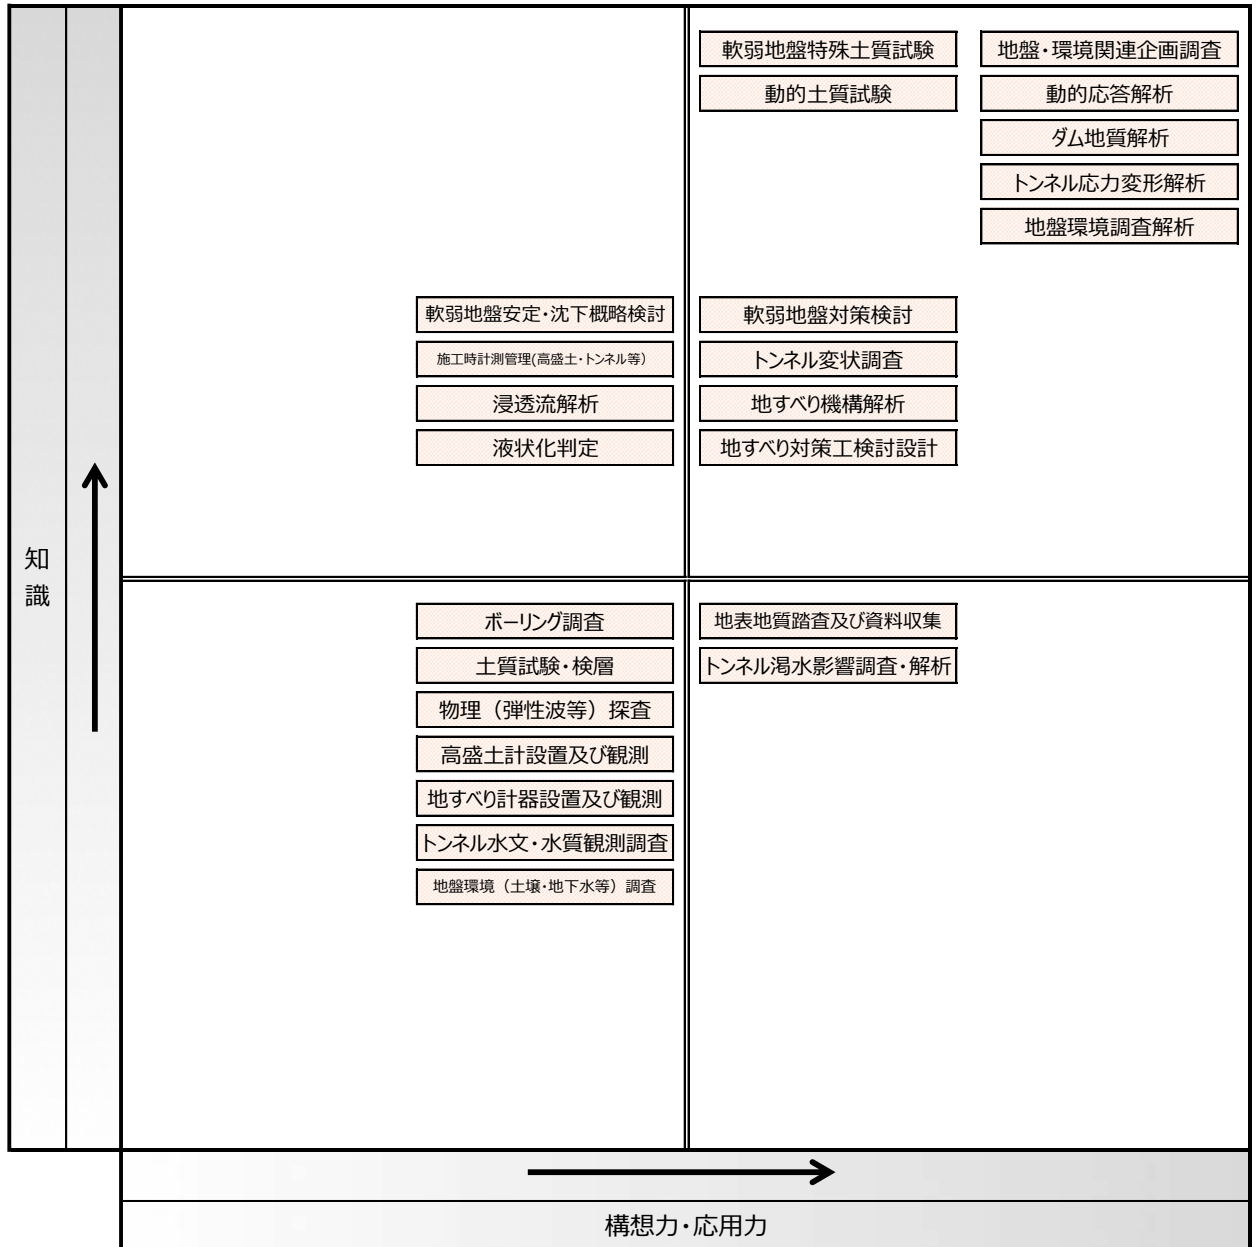 軟弱地盤特殊土質試験
地盤・環境関連企画調査
動的土質試験
動的応答解析
ダム地質解析
トンネル応力変形解析
地盤環境調査解析
軟弱地盤安定・沈下概略検討
軟弱地盤対策検討
施工時計測管理(高盛土・トンネル等)
トンネル変状調査
浸透流解析
地すべり機構解析
液状化判定
地すべり対策工検討設計
知
識
ボーリング調査
地表地質踏査及び資料収集
土質試験・検層
トンネル渇水影響調査・解析
物理（弾性波等）探査
高盛土計設置及び観測
地すべり計器設置及び観測
トンネル水文・水質観測調査
地盤環境（土壌・地下水等）調査
構想力・応用力